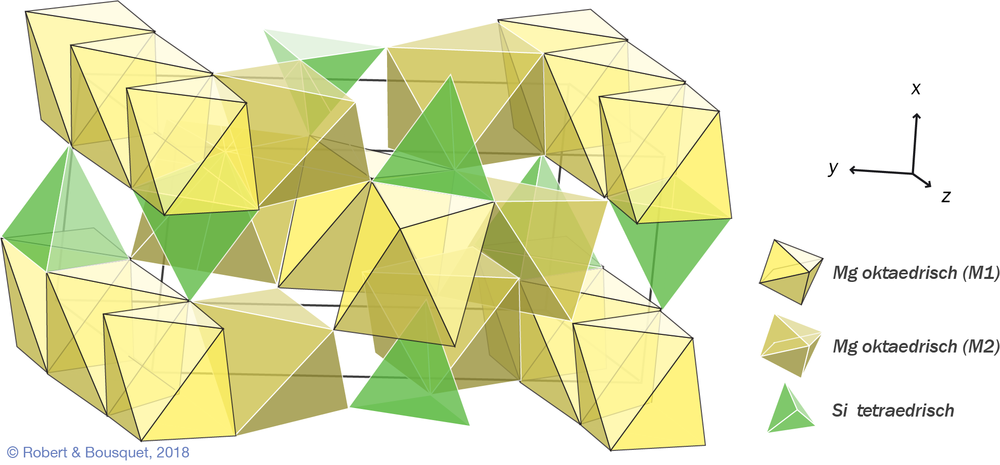 x
y
z
Mg oktaedrisch (M1)
Mg oktaedrisch (M2)
Si tetraedrisch
© Robert & Bousquet, 2018